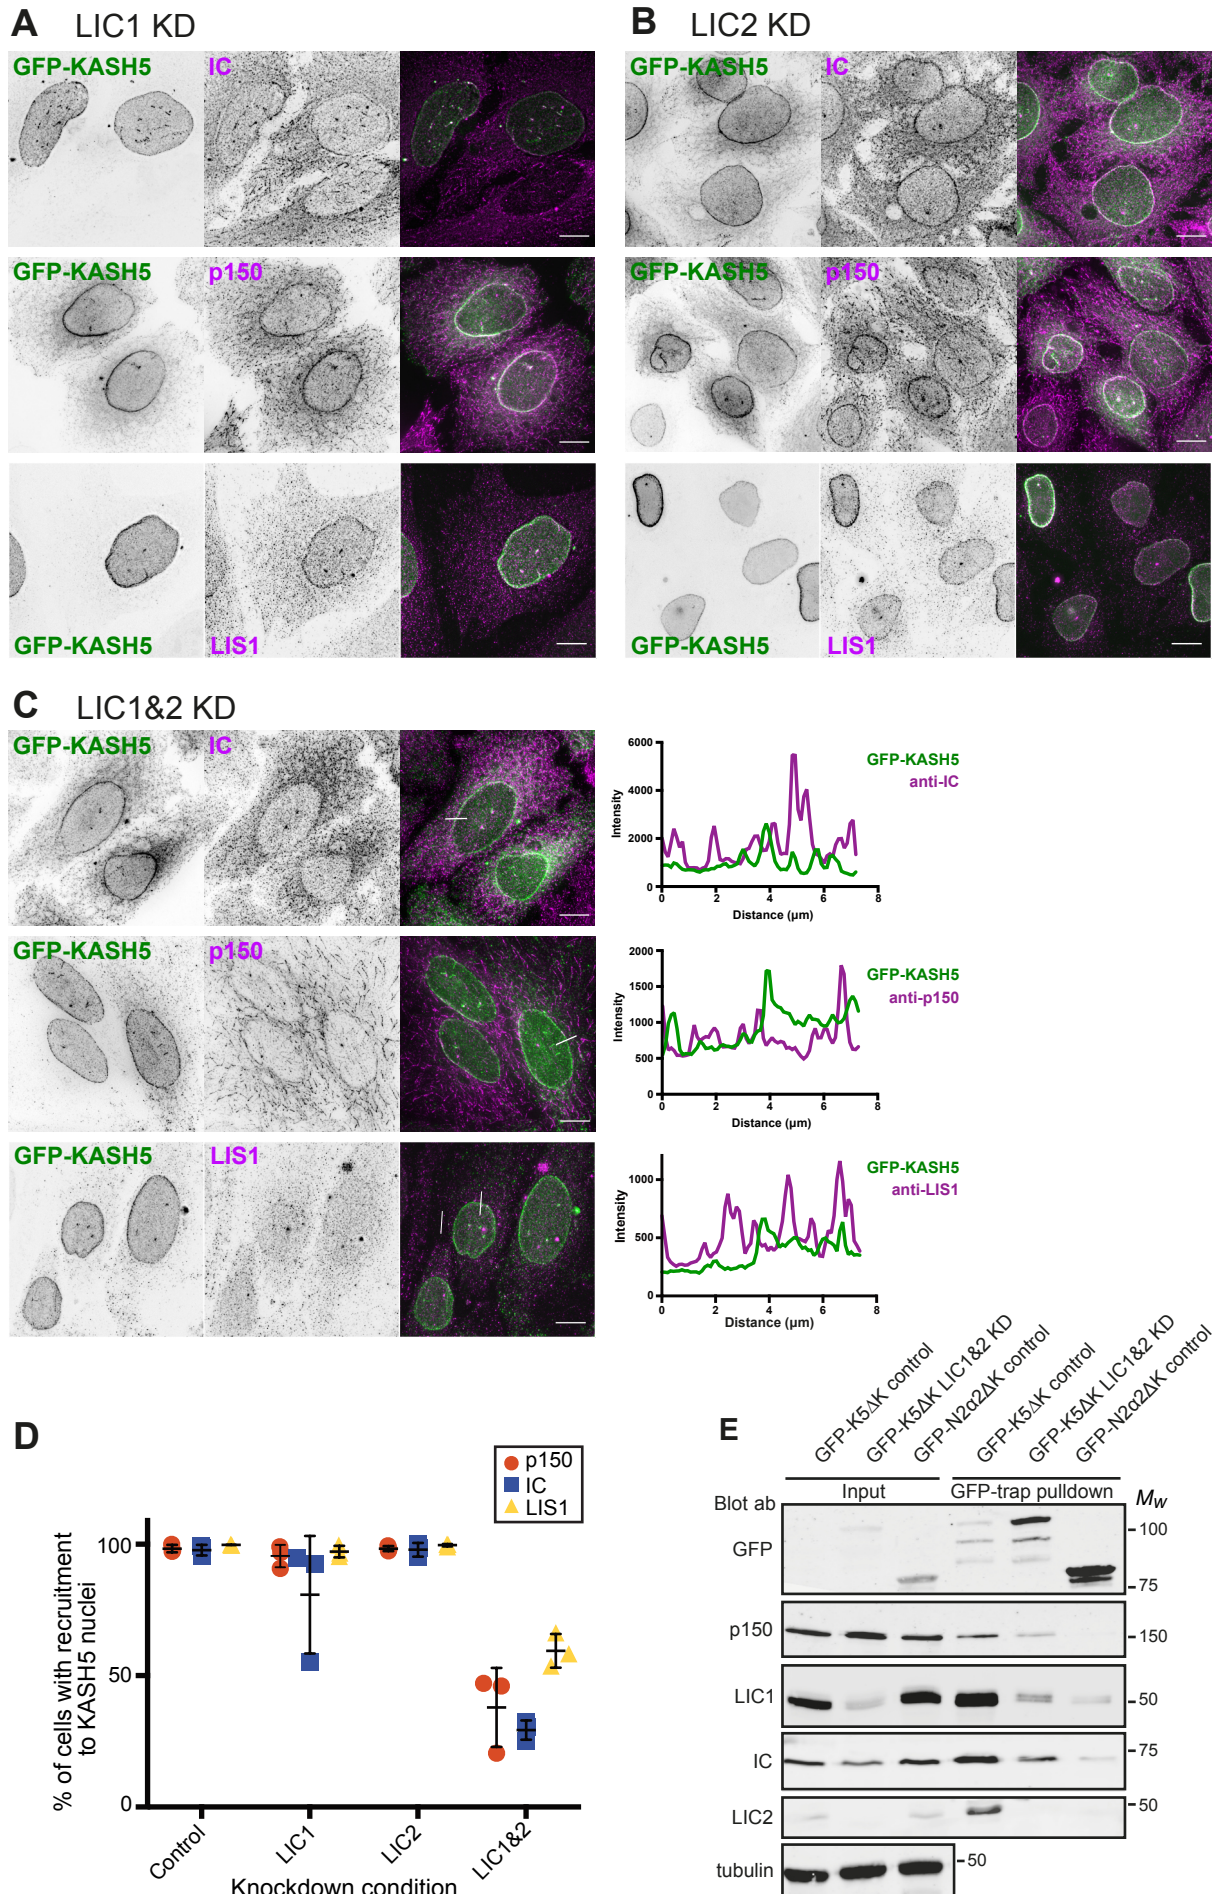 A LIC1 KD
B LIC2 KD
GFP-KASH5 IC
GFP-KASH5 IC
GFP-KASH5 p150
GFP-KASH5 p150
GFP-KASH5 LIS1
GFP-KASH5 LIS1
C LIC1&2 KD
GFP-KASH5 IC
6000
4000
2000
0
Intensity
GFP-KASH5
anti-IC
0 2 4 6 8
Distance (µm)
GFP-KASH5 p150
2000
1500
1000
500
0
Intensity
GFP-KASH5
anti-p150
0 2 4 6 8
Distance (µm)
GFP-KASH5 LIS1
1000
500
0
Intensity
GFP-KASH5
anti-LIS1
0 2 4 6 8
Distance (µm)
D
p150
IC
LIS1
100
50
0
% of cells with recruitment
to KASH5 nuclei
Control LIC1 LIC2 LIC1&2
Knockdown condition
E
GFP-K5ΔK control
GFP-K5ΔK LIC1&2 KD
GFP-N2α2ΔK control
GFP-K5ΔK control
GFP-K5ΔK LIC1&2 KD
GFP-N2α2ΔK control
Blot ab Input GFP-trap pulldown Mw
GFP 100
75
p150 150
LIC1 50
IC 75
LIC2 50
tubulin 50